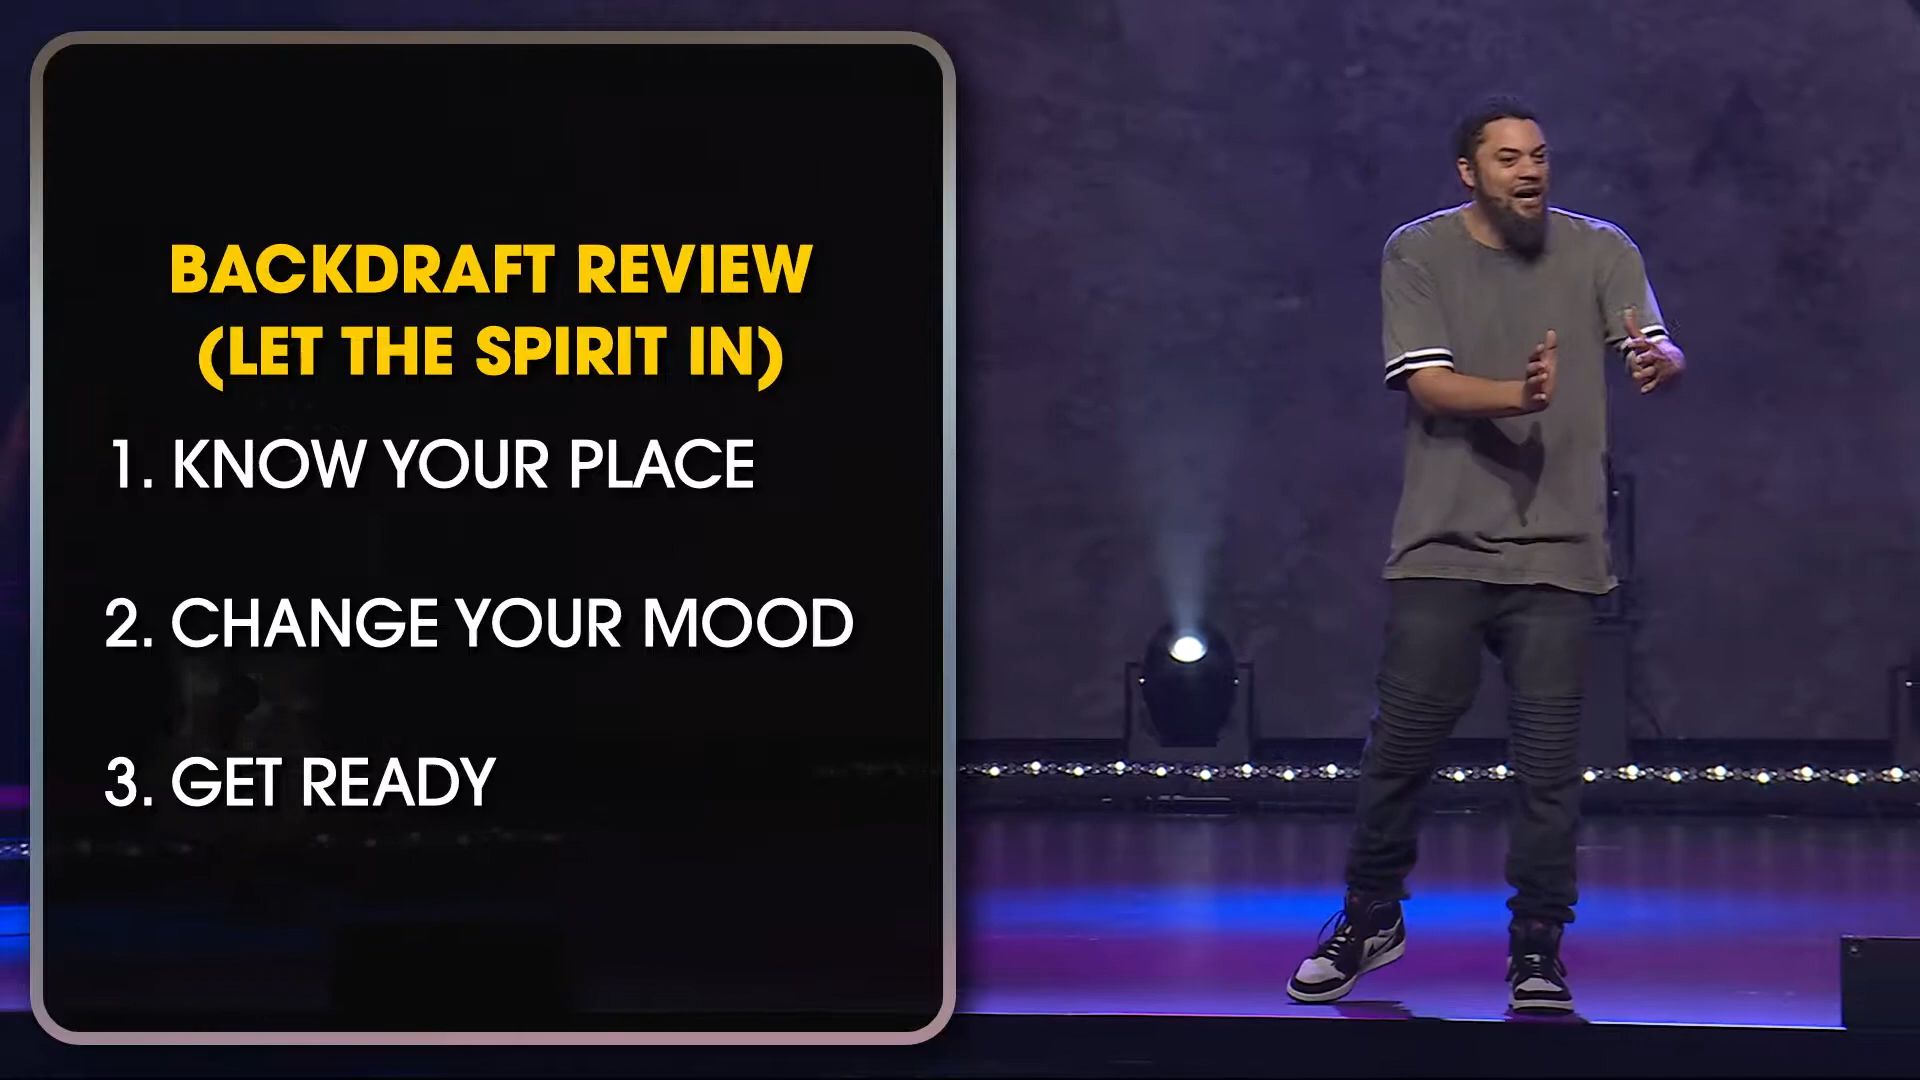 BACKDRAFT REVIEW
(LET THE SPIRIT IN)
1. KNOW YOUR PLACE
2. CHANGE YOUR MOOD
3. GET READY